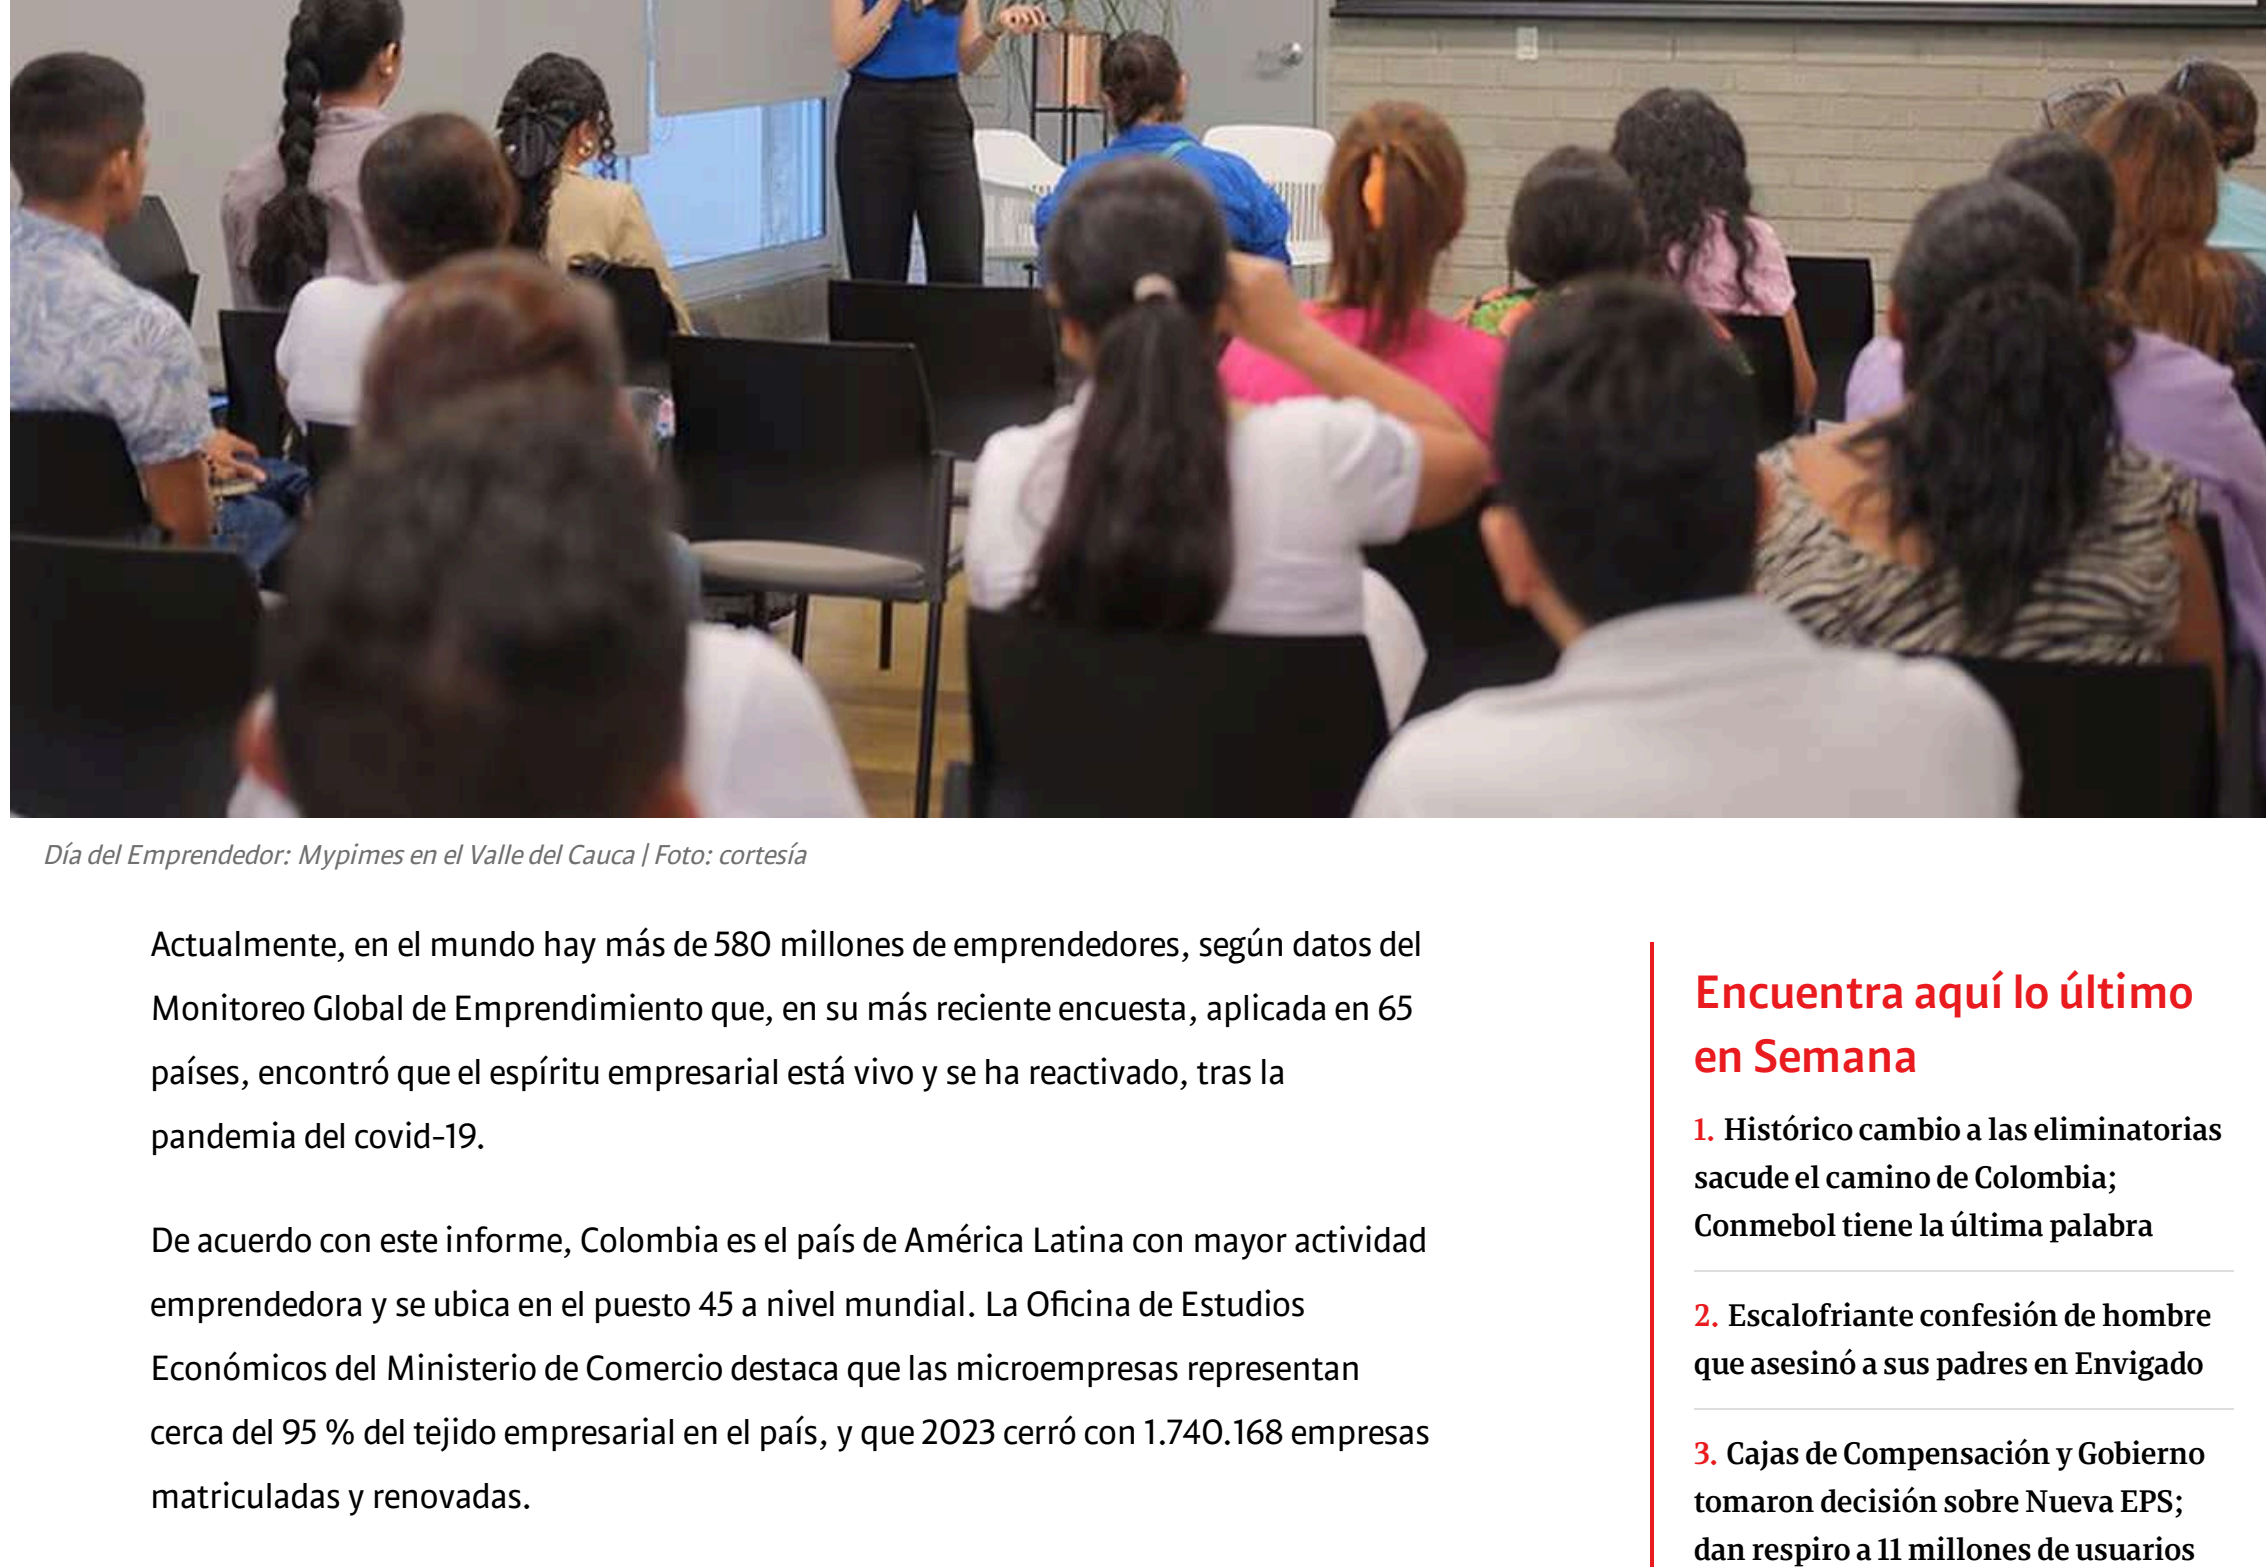 Día del Emprendedor: Mypimes en el Valle del Cauca | Foto: cortesía
Actualmente, en el mundo hay más de 580 millones de emprendedores, según datos del
Monitoreo Global de Emprendimiento que, en su más reciente encuesta, aplicada en 65
países, encontró que el espíritu empresarial está vivo y se ha reactivado, tras la
pandemia del covid-19.
De acuerdo con este informe, Colombia es el país de América Latina con mayor actividad
emprendedora y se ubica en el puesto 45 a nivel mundial. La Oficina de Estudios
Económicos del Ministerio de Comercio destaca que las microempresas representan
cerca del 95 % del tejido empresarial en el país, y que 2023 cerró con 1.740.168 empresas
matriculadas y renovadas.
Encuentra aquí lo último
en Semana
1. Histórico cambio a las eliminatorias
sacude el camino de Colombia;
Conmebol tiene la última palabra
2. Escalofriante confesión de hombre
que asesinó a sus padres en Envigado
3. Cajas de Compensación y Gobierno
tomaron decisión sobre Nueva EPS;
dan respiro a 11 millones de usuarios